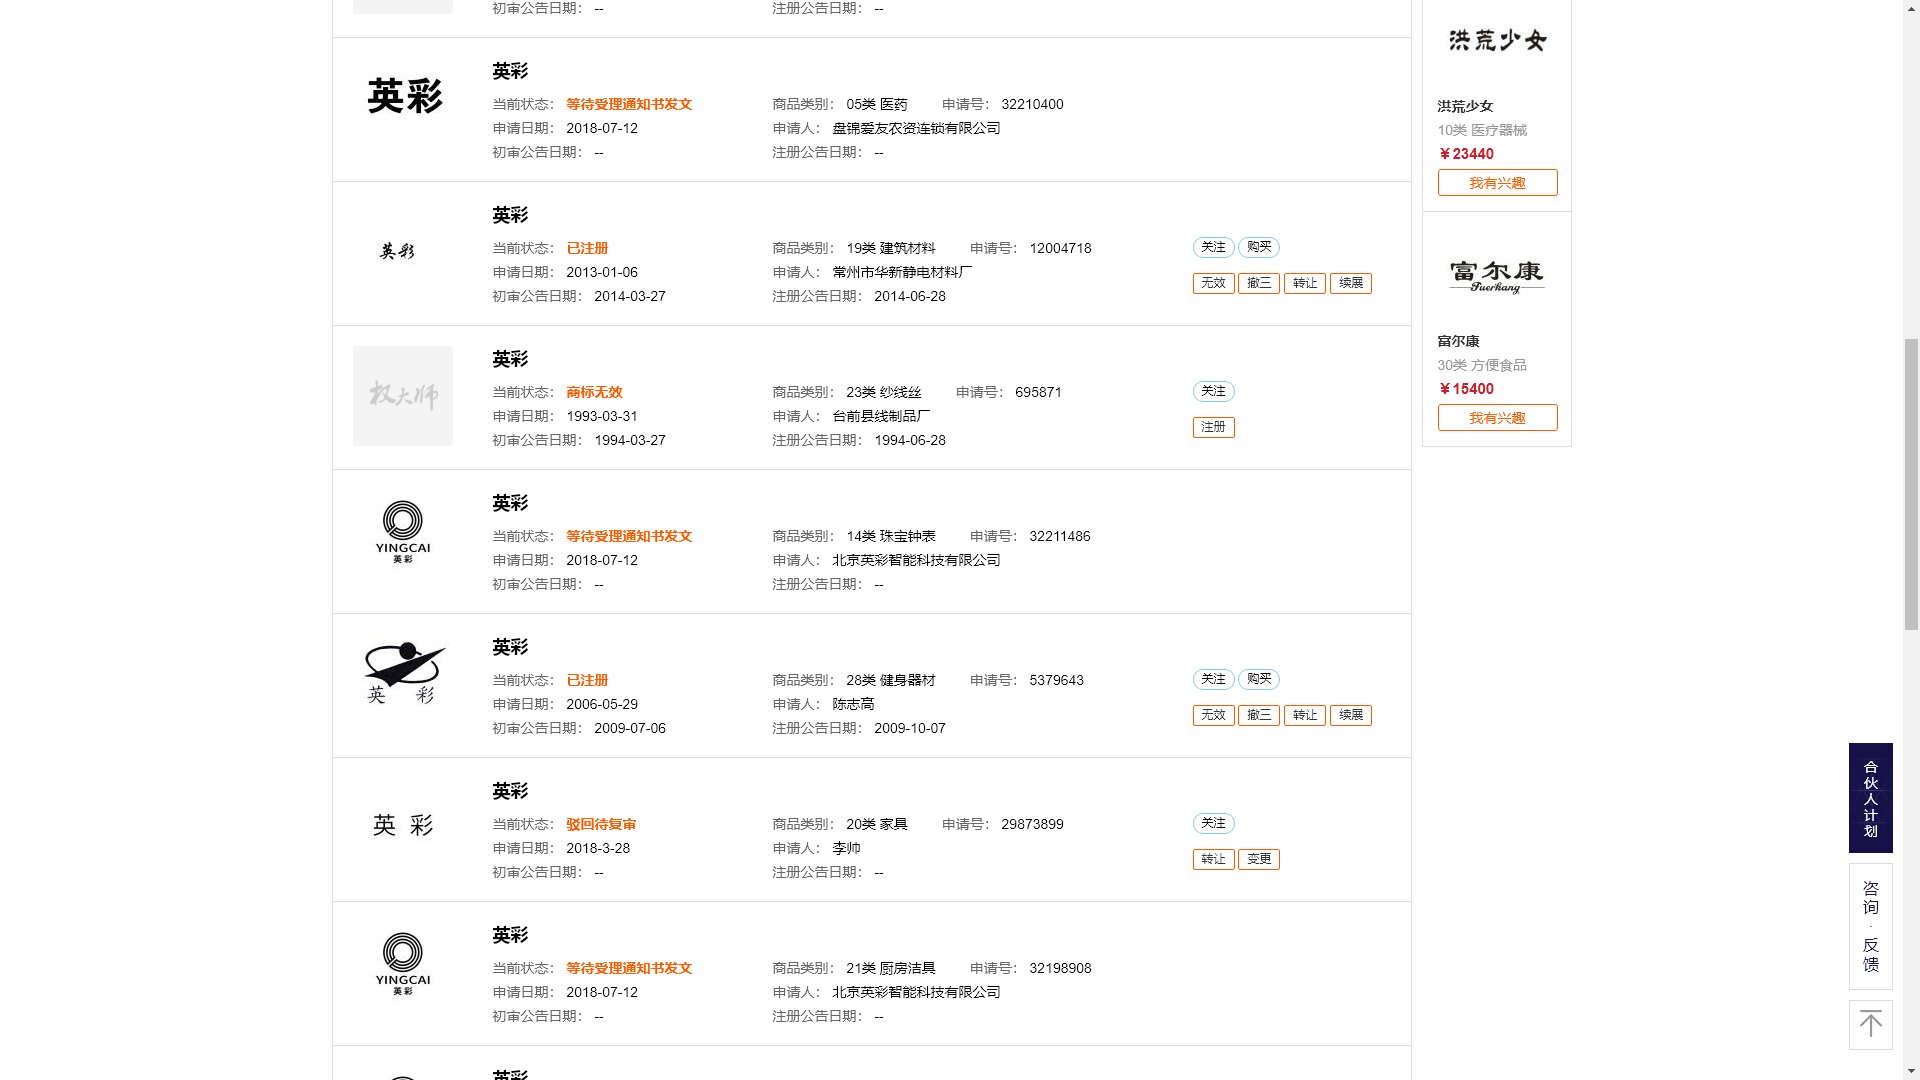 初审公告日期： --
注册公告日期： --
英彩
英彩
当前状态： 等待受理通知书发文
商品类别： 05类 医药
申请号： 32210400
申请日期： 2018-07-12
申请人： 盘锦爱友农资连锁有限公司
初审公告日期： --
注册公告日期： --
英彩
英彩
当前状态： 已注册
商品类别： 19类 建筑材料
申请号： 12004718
申请日期： 2013-01-06
申请人： 常州市华新静电材料厂
初审公告日期： 2014-03-27
注册公告日期： 2014-06-28
关注 购买
无效 撤三 转让 续展
权大师
英彩
当前状态： 商标无效
商品类别： 23类 纱线丝
申请号： 695871
申请日期： 1993-03-31
申请人： 台前县线制品厂
初审公告日期： 1994-03-27
注册公告日期： 1994-06-28
关注
注册
YINGCAI
英彩
英彩
当前状态： 等待受理通知书发文
商品类别： 14类 珠宝钟表
申请号： 32211486
申请日期： 2018-07-12
申请人： 北京英彩智能科技有限公司
初审公告日期： --
注册公告日期： --
英 彩
英彩
当前状态： 已注册
商品类别： 28类 健身器材
申请号： 5379643
申请日期： 2006-05-29
申请人： 陈志高
初审公告日期： 2009-07-06
注册公告日期： 2009-10-07
关注 购买
无效 撤三 转让 续展
英 彩
英彩
当前状态： 驳回待复审
商品类别： 20类 家具
申请号： 29873899
申请日期： 2018-3-28
申请人： 李帅
初审公告日期： --
注册公告日期： --
关注
转让 变更
YINGCAI
英彩
英彩
当前状态： 等待受理通知书发文
商品类别： 21类 厨房洁具
申请号： 32198908
申请日期： 2018-07-12
申请人： 北京英彩智能科技有限公司
初审公告日期： --
注册公告日期： --
英彩
洪荒少女
洪荒少女
10类 医疗器械
￥23440
我有兴趣
富尔康
Fuerkang
富尔康
30类 方便食品
￥15400
我有兴趣
合伙人计划
咨询·反馈